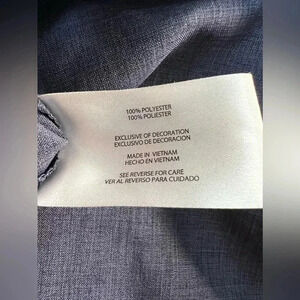 100% POLYESTER
100% POLIESTER
EXCLUSIVE OF DECORATION
EXCLUSIVO DE DECORACION
MADE IN VIETNAM
HECHO EN VIETNAM
SEE REVERSE FOR CARE
VER AL REVERSO PARA CUIDADO